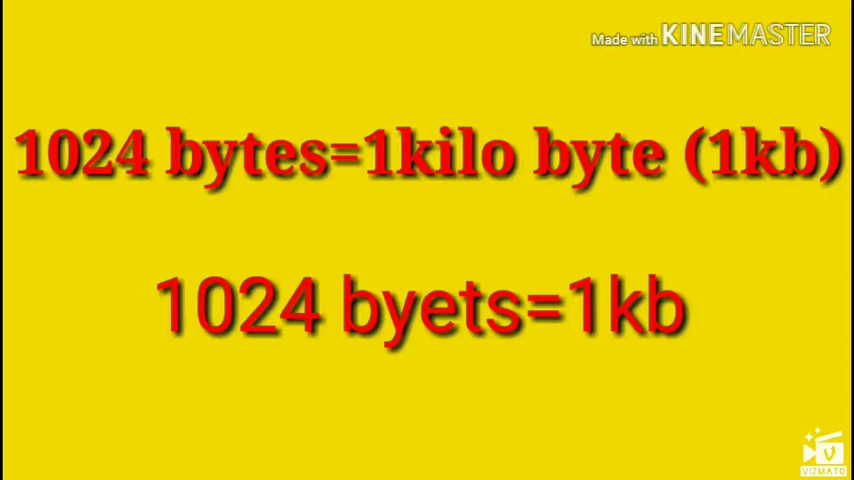 Made with KINEMASTER
1024 bytes=1kilo byte (1kb)
1024 byets=1kb
V
VIZMATO